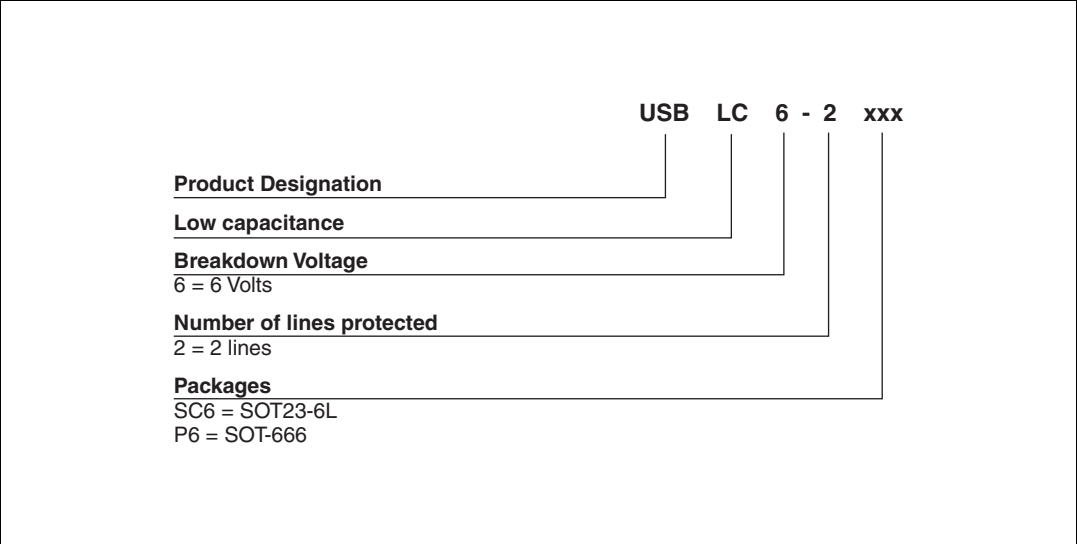 USB LC 6 - 2 xxx
Product Designation
Low capacitance
Breakdown Voltage
6 = 6 Volts
Number of lines protected
2 = 2 lines
Packages
SC6 = SOT23-6L
P6 = SOT-666